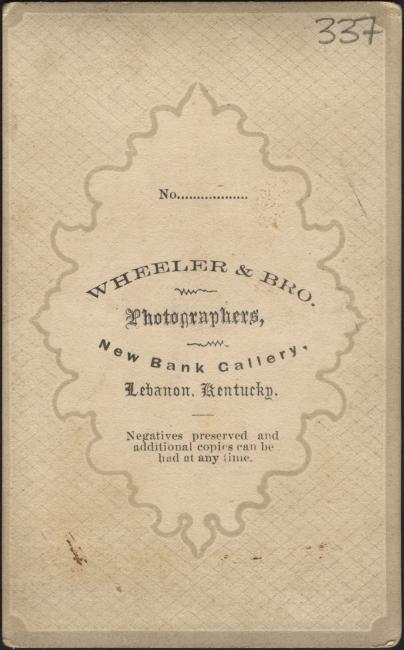 337
No..................
WHEELER & BRO.
Photographers,
New Bank Gallery,
Lebanon, Kentucky.
Negatives preserved and
additional copies can be
had at any time.